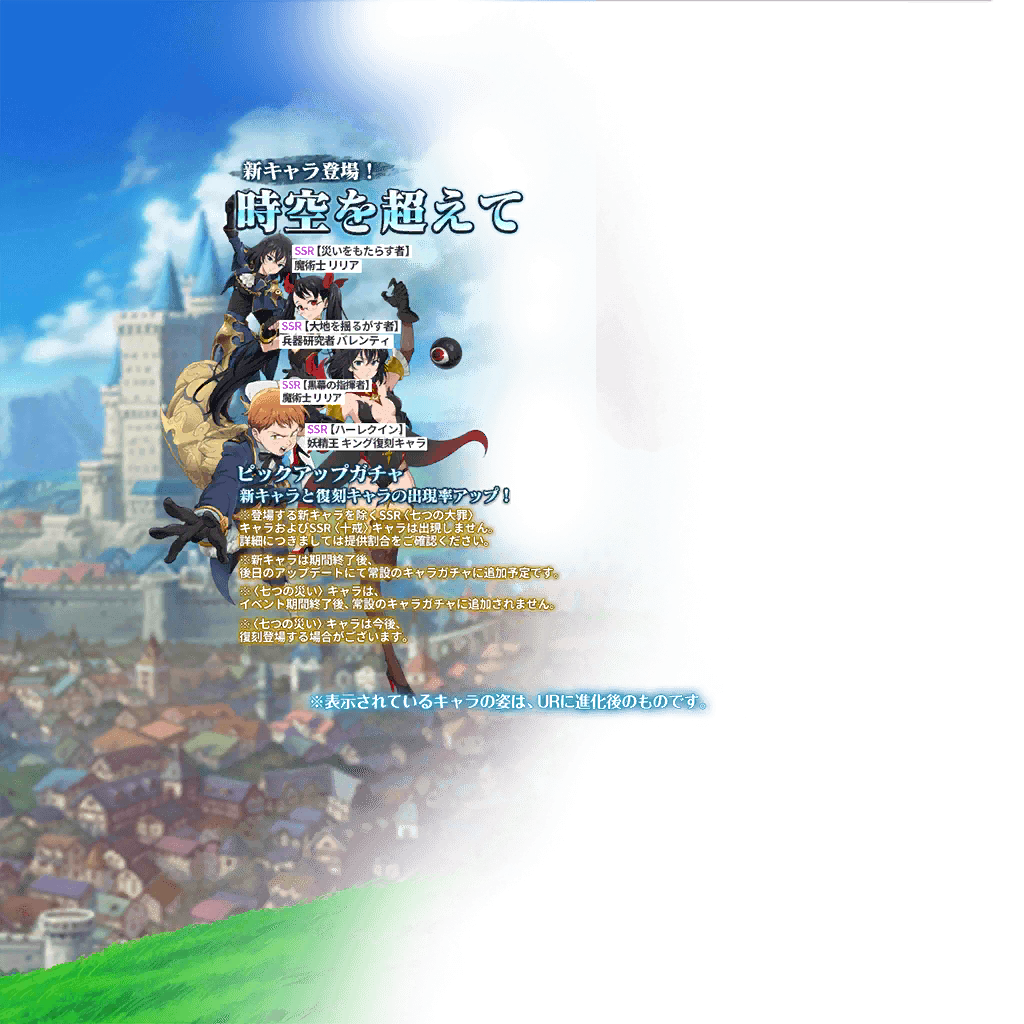 新キャラ登場！
時空を超えて
SSR【災いをもたらす者】
魔術士 リリア
SSR【大地を揺るがす者】
兵器研究者 バレンティ
SSR【黒幕の指揮者】
魔術士 リリア
SSR【ハーレクイン】
妖精王 キング復刻キャラ
ピックアップガチャ
新キャラと復刻キャラの出現率アップ！
※登場する新キャラを除くSSR〈七つの大罪〉
キャラおよびSSR〈十戒〉キャラは出現しません。
詳細につきましては提供割合をご確認ください。
※新キャラは期間終了後、
後日のアップデートにて常設のキャラガチャに追加予定です。
※〈七つの災い〉キャラは、
イベント期間終了後、常設のキャラガチャに追加されません。
※〈七つの災い〉キャラは今後、
復刻登場する場合がございます。
※表示されているキャラの姿は、URに進化後のものです。